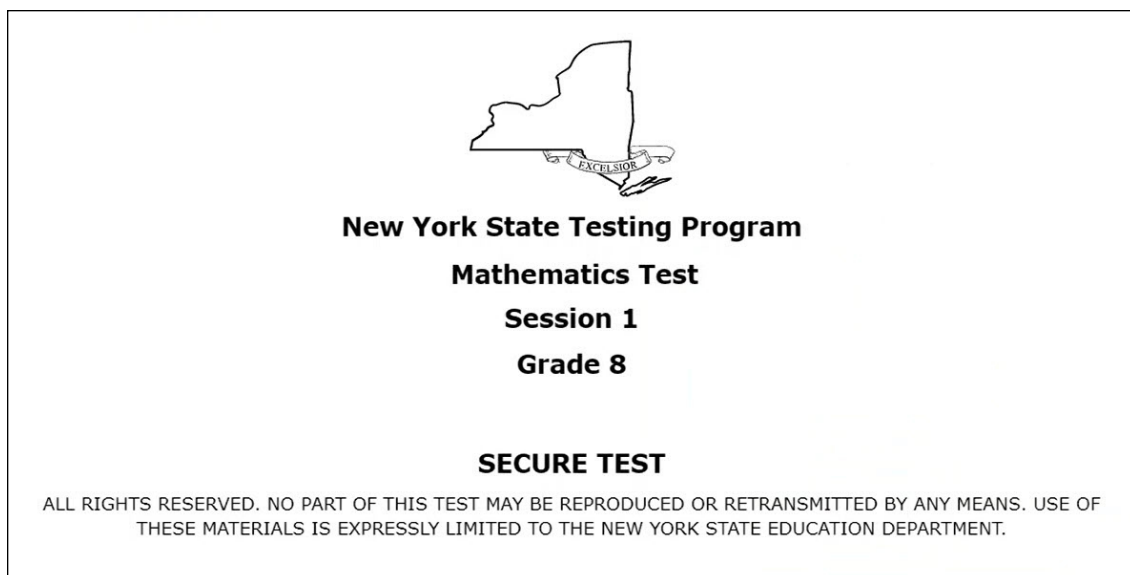 EXCELSIOR
New York State Testing Program
Mathematics Test
Session 1
Grade 8
SECURE TEST
ALL RIGHTS RESERVED. NO PART OF THIS TEST MAY BE REPRODUCED OR RETRANSMITTED BY ANY MEANS. USE OF
THESE MATERIALS IS EXPRESSLY LIMITED TO THE NEW YORK STATE EDUCATION DEPARTMENT.